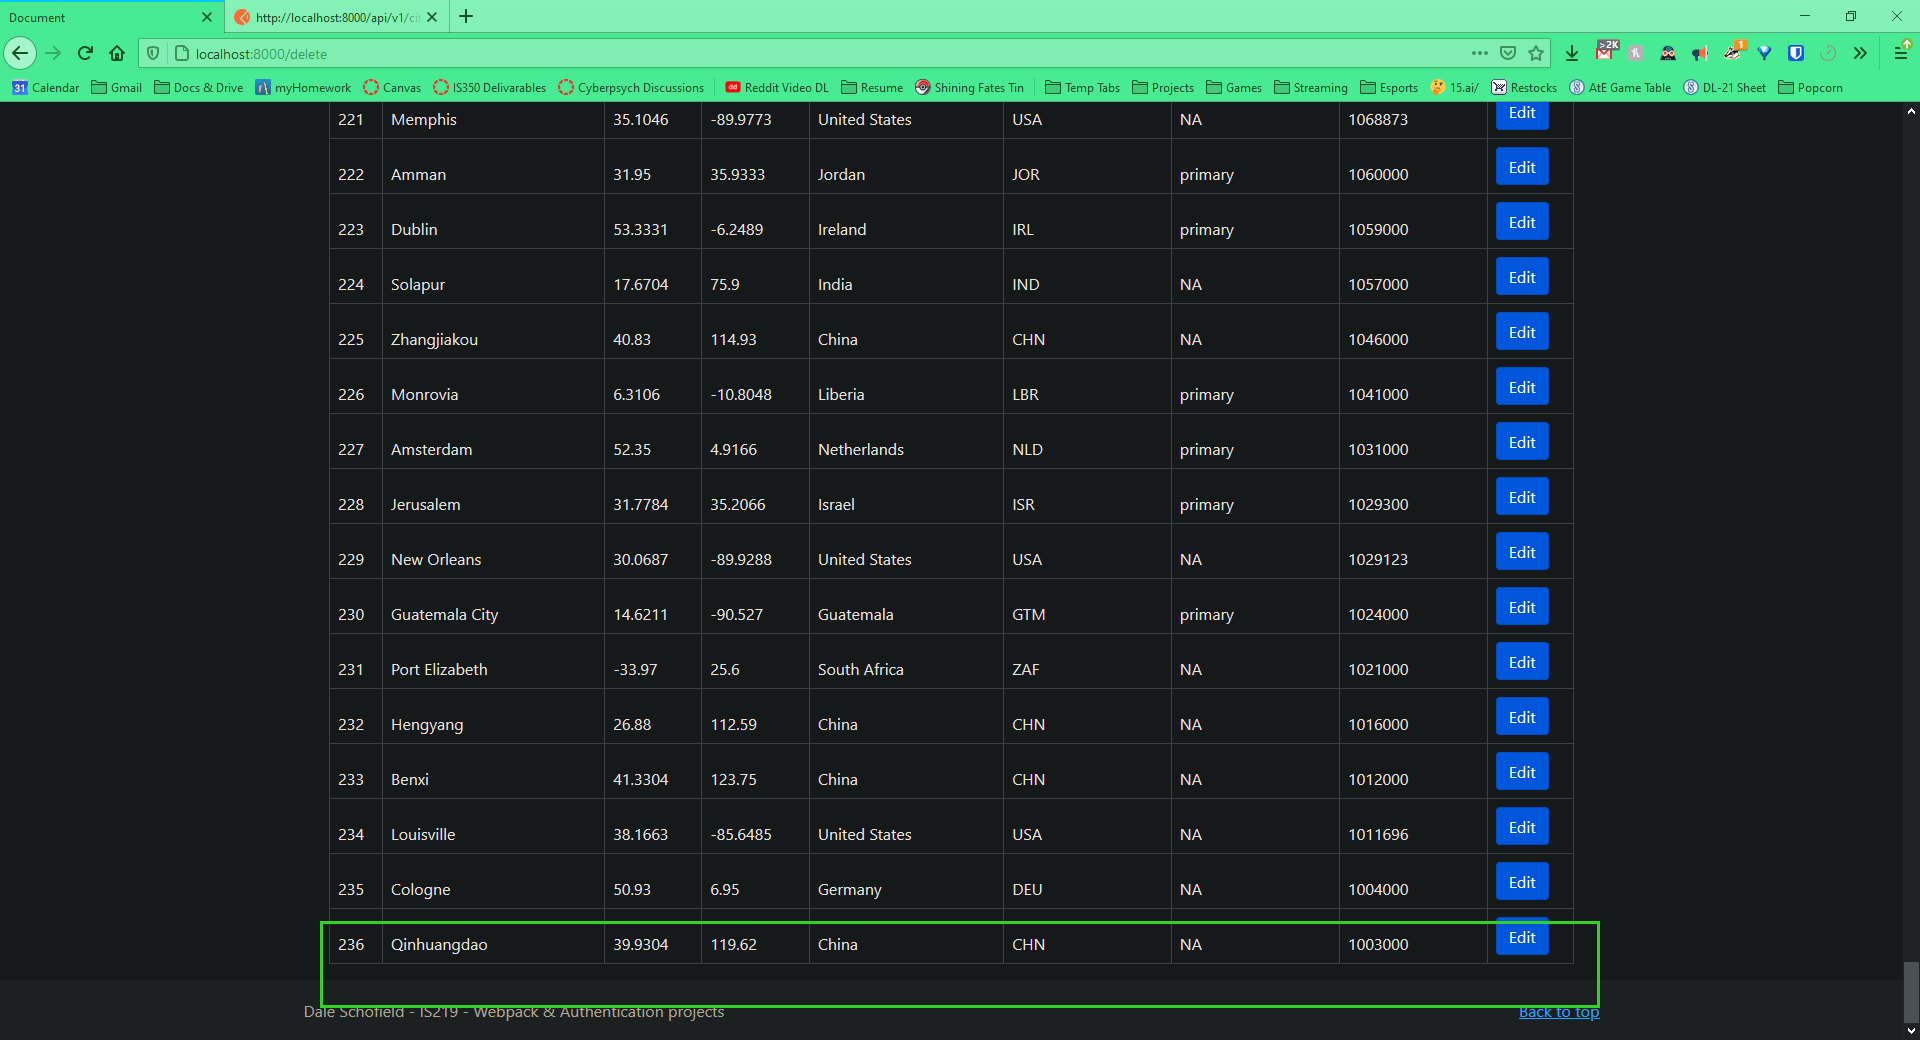 Document http://localhost:8000/api/v1/ci
localhost:8000/delete >2K 1
31 Calendar Gmail Docs & Drive myHomework Canvas IS350 Delivarables Cyberpsych Discussions Reddit Video DL Resume Shining Fates Tin Temp Tabs Projects Games Streaming Esports 15.ai/ Restocks AtE Game Table DL-21 Sheet Popcorn
221 Memphis 35.1046 -89.9773 United States USA NA 1068873 Edit
222 Amman 31.95 35.9333 Jordan JOR primary 1060000 Edit
223 Dublin 53.3331 -6.2489 Ireland IRL primary 1059000 Edit
224 Solapur 17.6704 75.9 India IND NA 1057000 Edit
225 Zhangjiakou 40.83 114.93 China CHN NA 1046000 Edit
226 Monrovia 6.3106 -10.8048 Liberia LBR primary 1041000 Edit
227 Amsterdam 52.35 4.9166 Netherlands NLD primary 1031000 Edit
228 Jerusalem 31.7784 35.2066 Israel ISR primary 1029300 Edit
229 New Orleans 30.0687 -89.9288 United States USA NA 1029123 Edit
230 Guatemala City 14.6211 -90.527 Guatemala GTM primary 1024000 Edit
231 Port Elizabeth -33.97 25.6 South Africa ZAF NA 1021000 Edit
232 Hengyang 26.88 112.59 China CHN NA 1016000 Edit
233 Benxi 41.3304 123.75 China CHN NA 1012000 Edit
234 Louisville 38.1663 -85.6485 United States USA NA 1011696 Edit
235 Cologne 50.93 6.95 Germany DEU NA 1004000 Edit
236 Qinhuangdao 39.9304 119.62 China CHN NA 1003000 Edit
Dale Schofield - IS219 - Webpack & Authentication projects Back to top